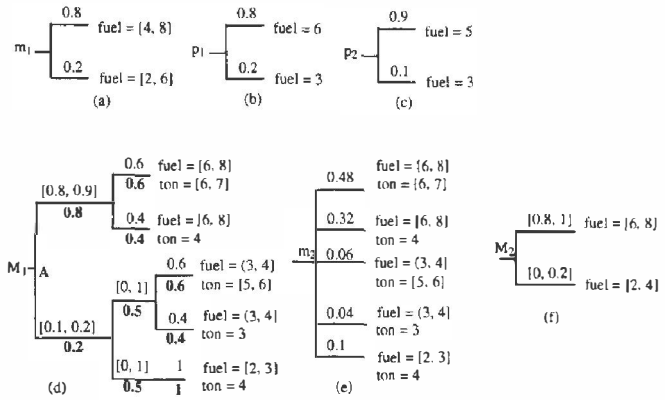 0.8
fuel = [4, 8]
m1
0.2
fuel = [2, 6]
(a)
0.8
fuel = 6
p1
0.2
fuel = 3
(b)
0.9
fuel = 5
p2
0.1
fuel = 3
(c)
0.6 fuel = [6, 8]
0.6 ton = [6, 7]
[0.8, 0.9]
0.8
0.4 fuel = [6, 8]
0.4 ton = 4
M1
A
0.6 fuel = (3, 4]
0.6 ton = [5, 6]
[0, 1]
0.5
0.4 fuel = (3, 4]
0.4 ton = 3
[0.1, 0.2]
0.2
[0, 1] 1 fuel = [2, 3]
0.5 1 ton = 4
(d)
0.48 fuel = [6, 8]
ton = [6, 7]
0.32 fuel = [6, 8]
ton = 4
m2 0.06 fuel = (3, 4]
ton = [5, 6]
0.04 fuel = (3, 4]
ton = 3
0.1 fuel = [2, 3]
ton = 4
(e)
[0.8, 1] fuel = [6, 8]
M2
[0, 0.2] fuel = [2, 4]
(f)